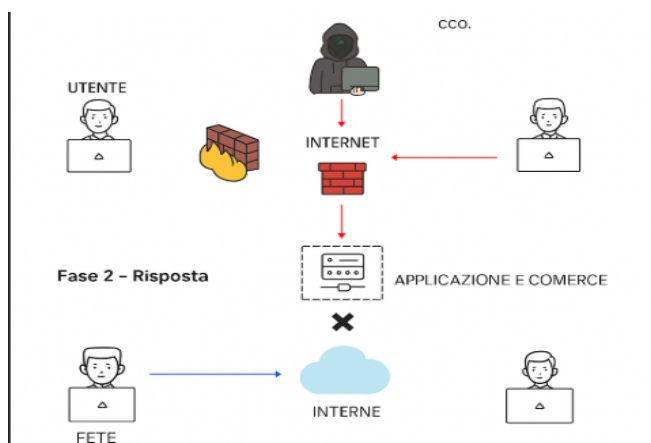 cco.
UTENTE
INTERNET
Fase 2 – Risposta
APPLICAZIONE E COMERCE
INTERNE
FETE